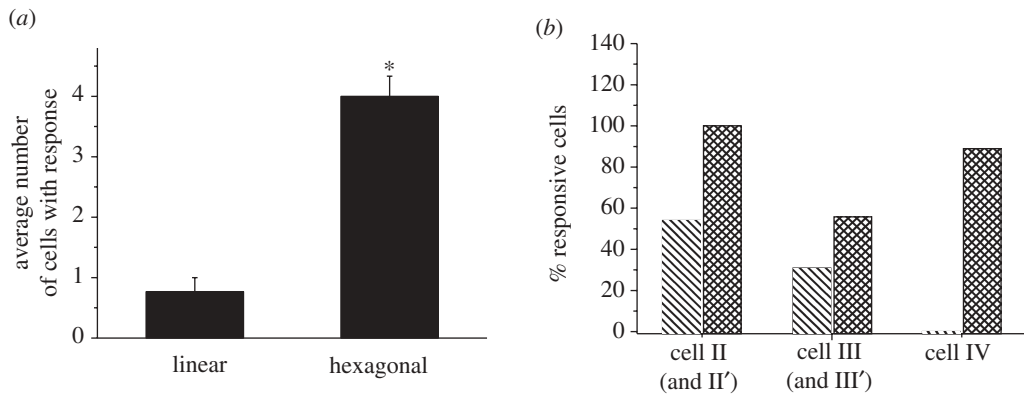 (a)
average number
of cells with response
4
3
2
1
0
*
linear
hexagonal
(b)
% responsive cells
140
120
100
80
60
40
20
0
cell II
(and II′)
cell III
(and III′)
cell IV